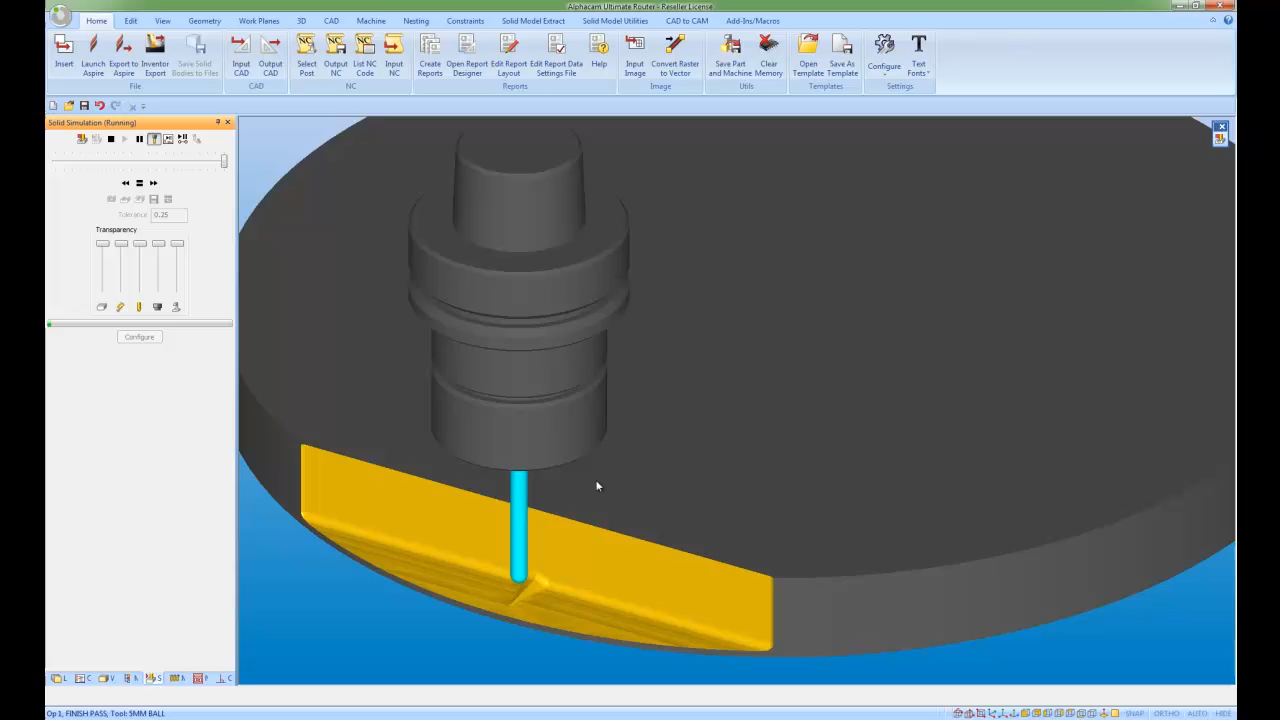 Alphacam Ultimate Router - Reseller License
Home Edit View Geometry Work Planes 3D CAD Machine Nesting Constraints Solid Model Extract Solid Model Utilities CAD to CAM Add-Ins/Macros
Insert Launch Aspire Export to Aspire Inventor Export Save Solid Bodies to Files Input CAD Output CAD Select Post Output NC List NC Code Input NC Create Reports Open Report Designer Edit Report Layout Edit Report Data Settings File Help Input Image Convert Raster to Vector Save Part and Machine Clear Memory Open Template Save As Template Configure Text Fonts
File CAD NC Reports Image Utils Templates Settings
Solid Simulation (Running)
Tolerance 0.25
Transparency
Configure
Op 1, FINISH PASS, Tool: 5MM BALL
SNAP ORTHO AUTO HIDE